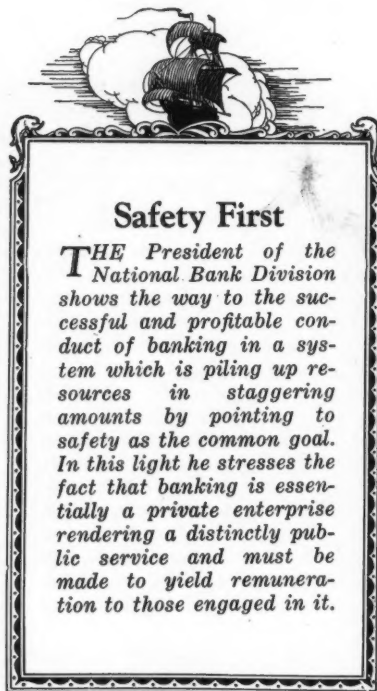 Safety First
THE President of the
National Bank Division
shows the way to the suc-
cessful and profitable con-
duct of banking in a sys-
tem which is piling up re-
sources in staggering
amounts by pointing to
safety as the common goal.
In this light he stresses the
fact that banking is essen-
tially a private enterprise
rendering a distinctly pub-
lic service and must be
made to yield remunera-
tion to those engaged in it.